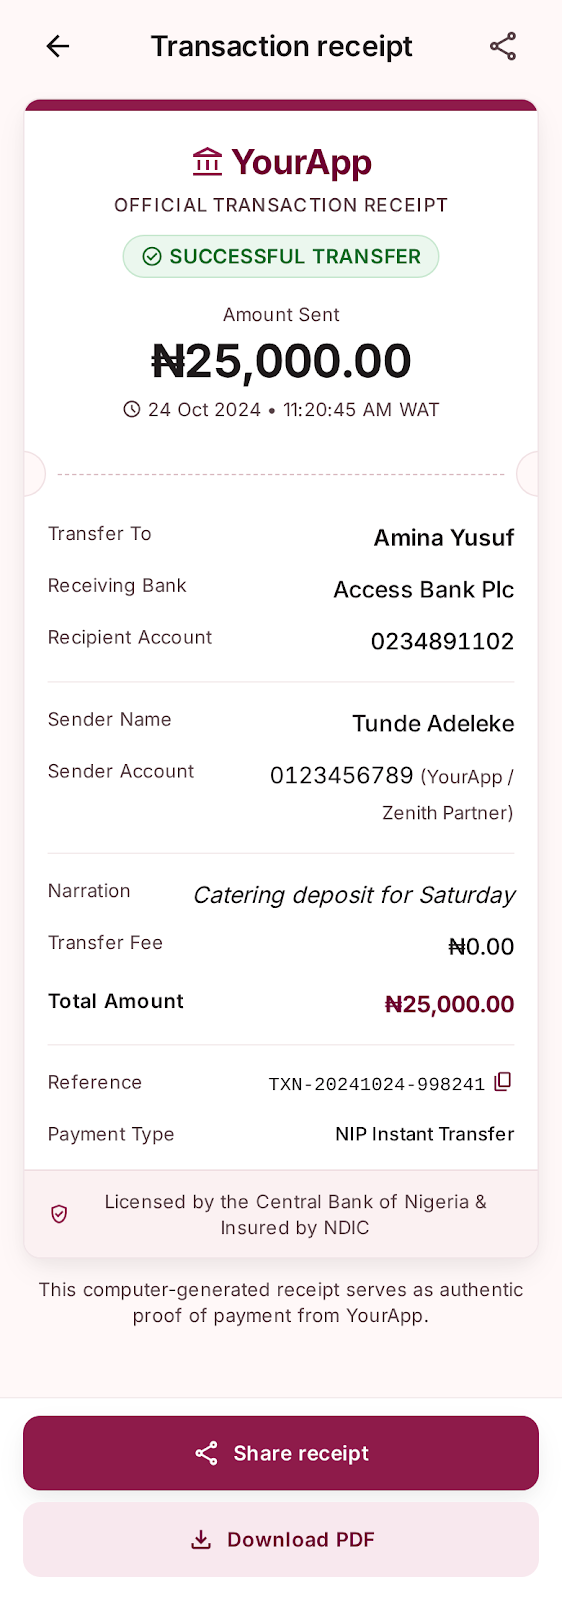 Transaction receipt
YourApp
OFFICIAL TRANSACTION RECEIPT
SUCCESSFUL TRANSFER
Amount Sent
₦25,000.00
24 Oct 2024 • 11:20:45 AM WAT
Transfer To Amina Yusuf
Receiving Bank Access Bank Plc
Recipient Account 0234891102
Sender Name Tunde Adeleke
Sender Account 0123456789 (YourApp /
Zenith Partner)
Narration Catering deposit for Saturday
Transfer Fee ₦0.00
Total Amount ₦25,000.00
Reference TXN-20241024-998241
Payment Type NIP Instant Transfer
Licensed by the Central Bank of Nigeria &
Insured by NDIC
This computer-generated receipt serves as authentic
proof of payment from YourApp.
Share receipt
Download PDF